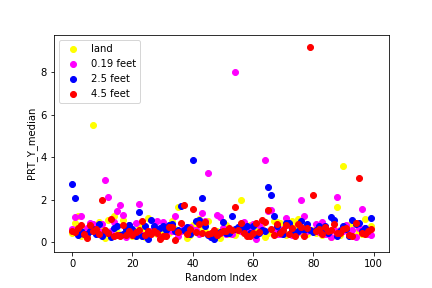 land
0.19 feet
2.5 feet
4.5 feet
PRT_Y_median
8
6
4
2
0
0 20 40 60 80 100
Random Index